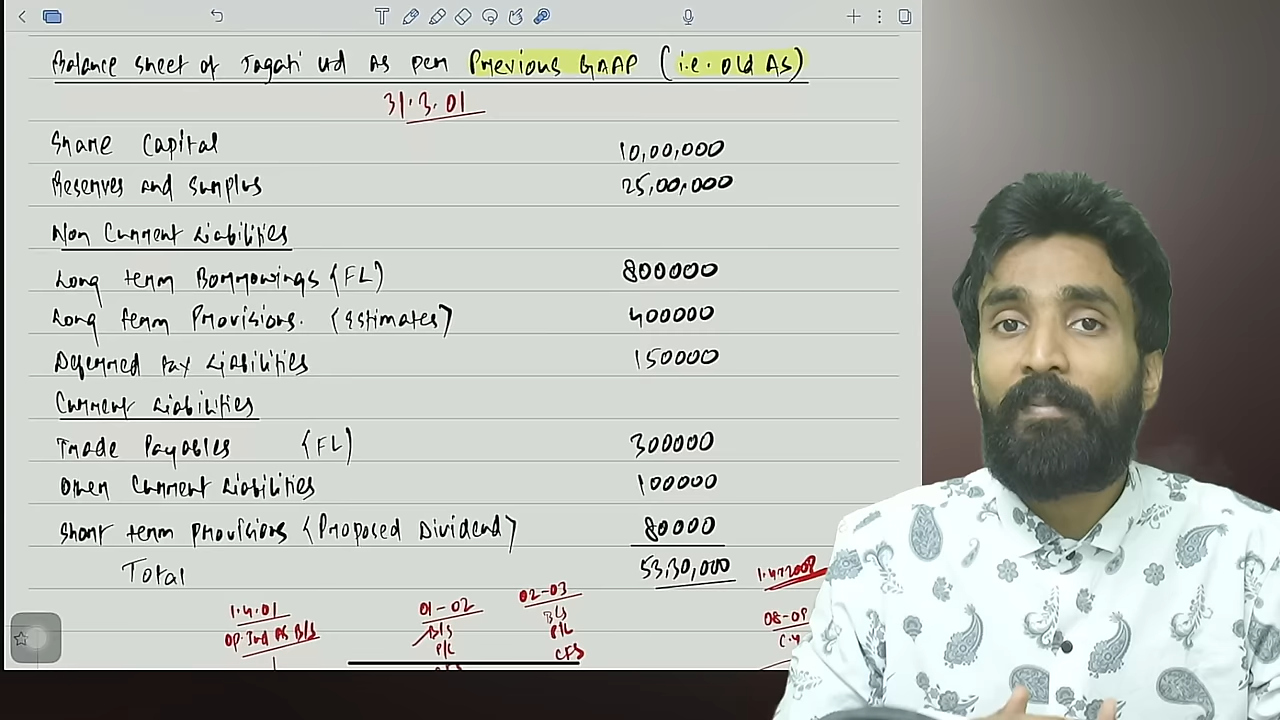 Balance sheet of Jagati Ltd As per Previous GAAP (i.e. Old AS)
31.3.01
Share Capital 10,00,000
Reserves and Surplus 25,00,000
Non Current Liabilities
Long term Borrowings (FL) 800000
Long term Provisions. (Estimates) 400000
Deferred tax Liabilities 150000
Current Liabilities
Trade Payables (FL) 300000
Other Current Liabilities 100000
Short term Provisions (Proposed Dividend) 80000
Total 53,30,000
1.4.01 01-02 02-03 08-09
OP. Ind AS B/S B/S B/S C.Y
P/L P/L
CFS